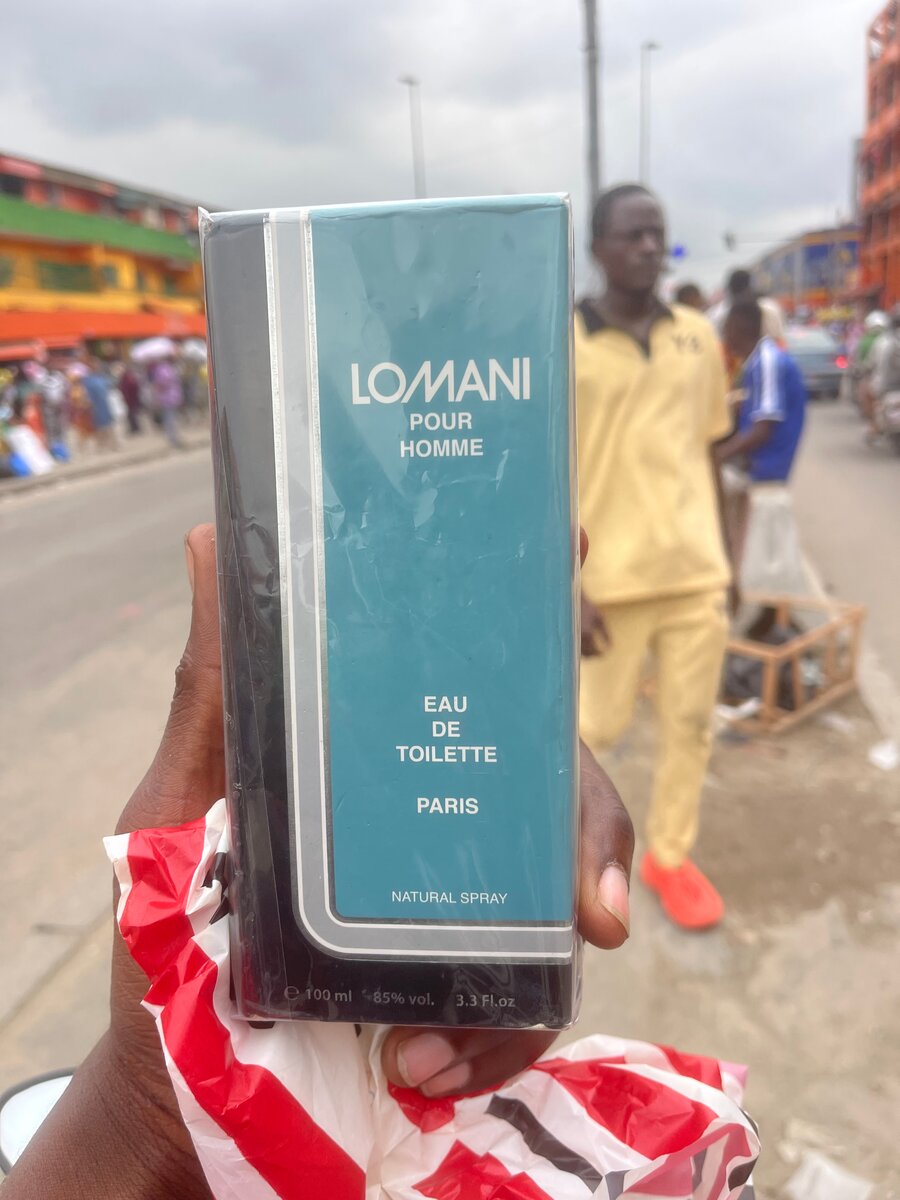 LOMANI
POUR
HOMME
EAU
DE
TOILETTE
PARIS
NATURAL SPRAY
℮ 100 ml 85% vol. 3.3 Fl.oz